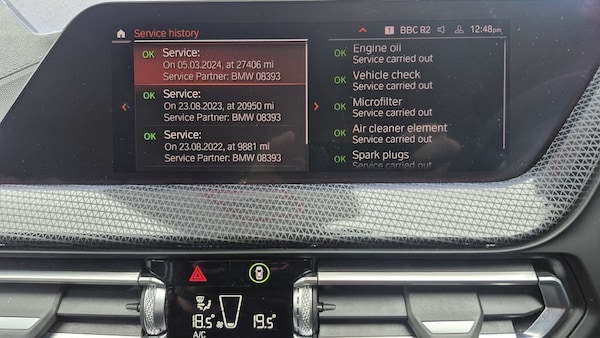 Service history
1 BBC R2 12:48pm
OK Service:
On 05.03.2024, at 27406 mi
Service Partner: BMW 08393
OK Service:
On 23.08.2023, at 20950 mi
Service Partner: BMW 08393
OK Service:
On 23.08.2022, at 9881 mi
Service Partner: BMW 08393
OK Engine oil
Service carried out
OK Vehicle check
Service carried out
OK Microfilter
Service carried out
OK Air cleaner element
Service carried out
OK Spark plugs
Service carried out
18.5° 19.5°
A/C